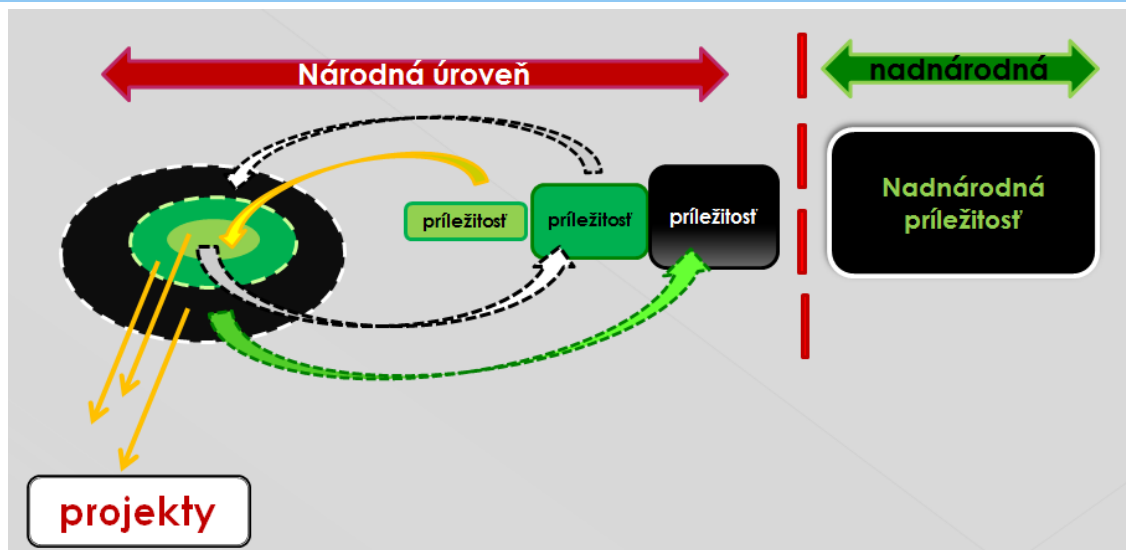 Národná úroveň
nadnárodná
príležitosť
príležitosť
príležitosť
Nadnárodná
príležitosť
projekty